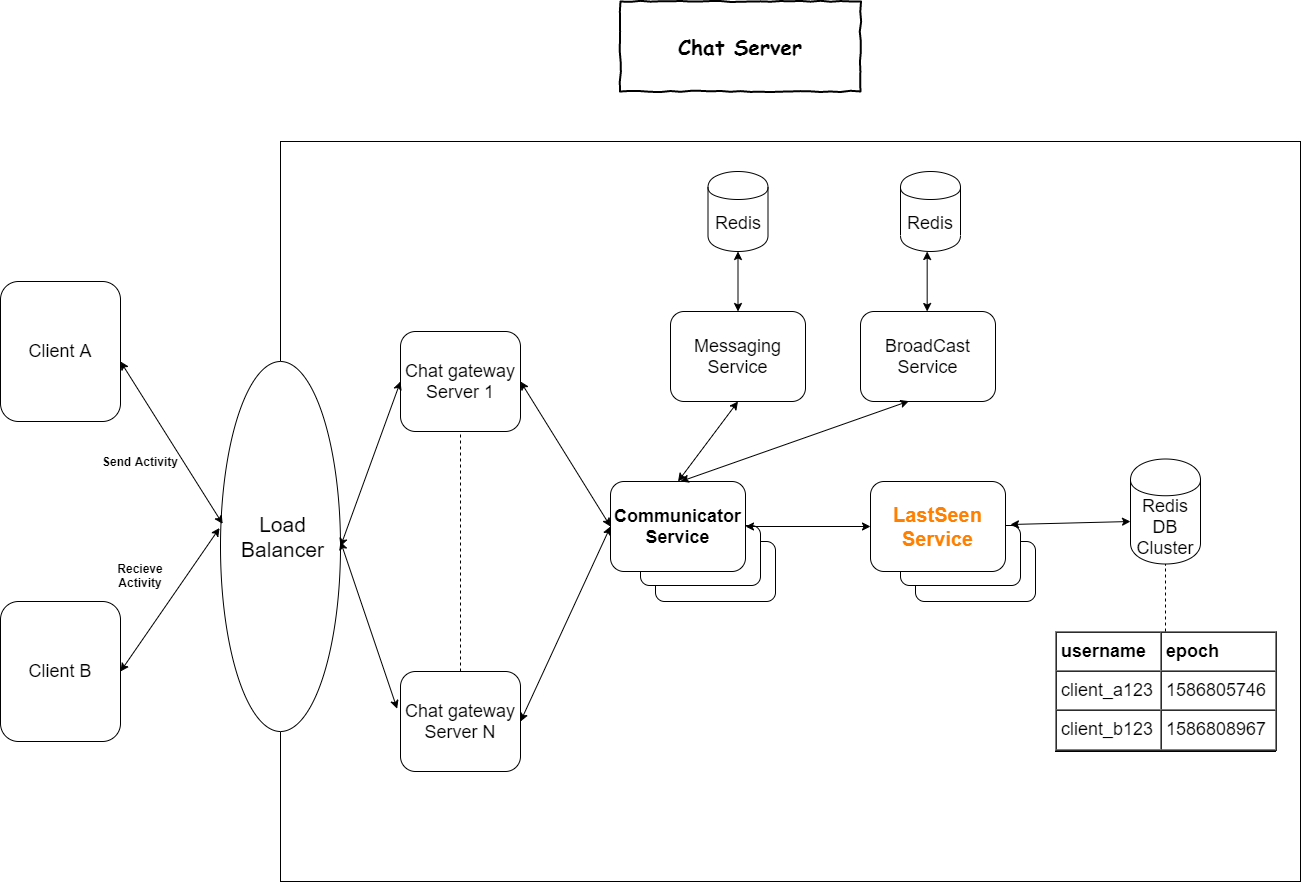 Chat Server
Redis
Redis
Client A
Messaging
Service
BroadCast
Service
Chat gateway
Server 1
Send Activity
Load
Balancer
Communicator
Service
LastSeen
Service
Redis
DB
Cluster
Recieve
Activity
Client B
Chat gateway
Server N
username epoch
client_a123 1586805746
client_b123 1586808967